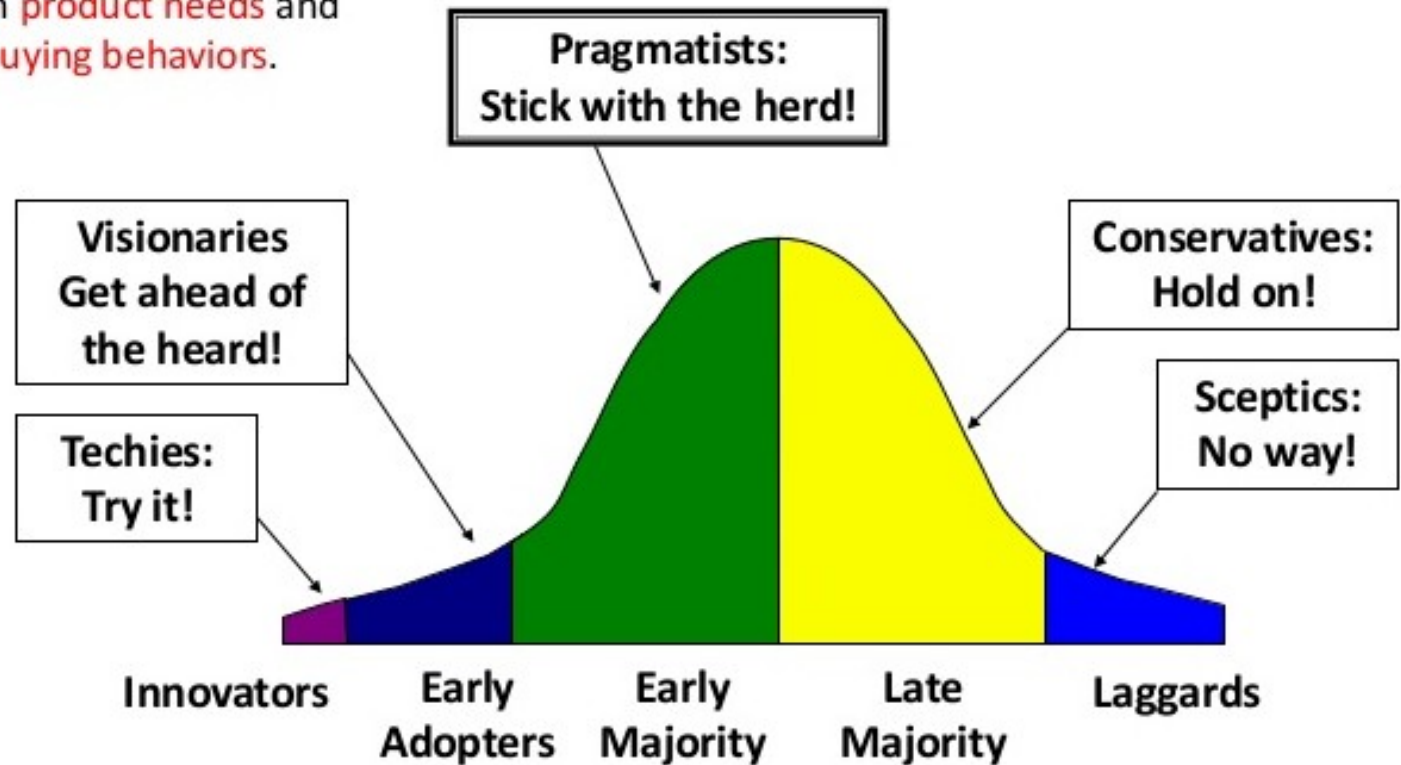 product needs and
buying behaviors.
Pragmatists:
Stick with the herd!
Visionaries
Get ahead of
the heard!
Conservatives:
Hold on!
Techies:
Try it!
Sceptics:
No way!
Innovators
Early
Adopters
Early
Majority
Late
Majority
Laggards